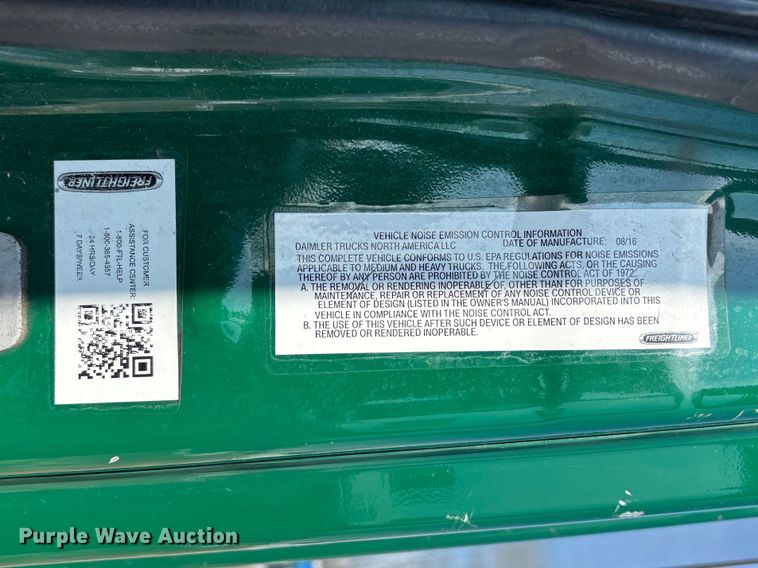 FREIGHTLINER
FOR CUSTOMER
ASSISTANCE CENTER:
1-800-FTL-HELP
1-800-385-4357
24 HRS/DAY
7 DAYS/WEEK
VEHICLE NOISE EMISSION CONTROL INFORMATION
DAIMLER TRUCKS NORTH AMERICA LLC DATE OF MANUFACTURE: 08/16
THIS COMPLETE VEHICLE CONFORMS TO U.S. EPA REGULATIONS FOR NOISE EMISSIONS
APPLICABLE TO MEDIUM AND HEAVY TRUCKS. THE FOLLOWING ACTS, OR THE CAUSING
THEREOF BY ANY PERSON ARE PROHIBITED BY THE NOISE CONTROL ACT OF 1972.
A. THE REMOVAL OR RENDERING INOPERABLE OF, OTHER THAN FOR PURPOSES OF
MAINTENANCE, REPAIR OR REPLACEMENT OF ANY NOISE CONTROL DEVICE OR
ELEMENT OF DESIGN (LISTED IN THE OWNERS MANUAL) INCORPORATED INTO THIS
VEHICLE IN COMPLIANCE WITH THE NOISE CONTROL ACT.
B. THE USE OF THIS VEHICLE AFTER SUCH DEVICE OR ELEMENT OF DESIGN HAS BEEN
REMOVED OR RENDERED INOPERABLE.
FREIGHTLINER
Purple Wave Auction